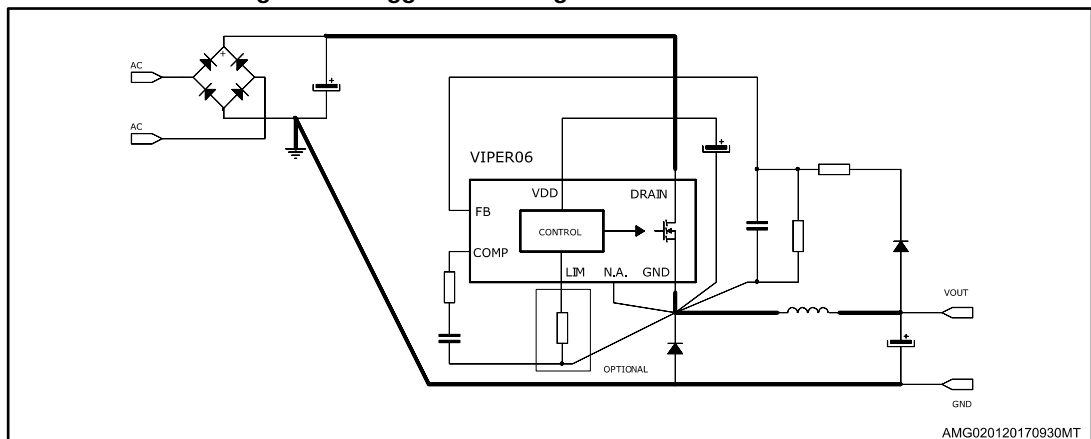 AC
AC
+
+
+
VIPER06
VDD
DRAIN
FB
CONTROL
COMP
LIM
N.A.
GND
VOUT
+
OPTIONAL
GND
AMG020120170930MT